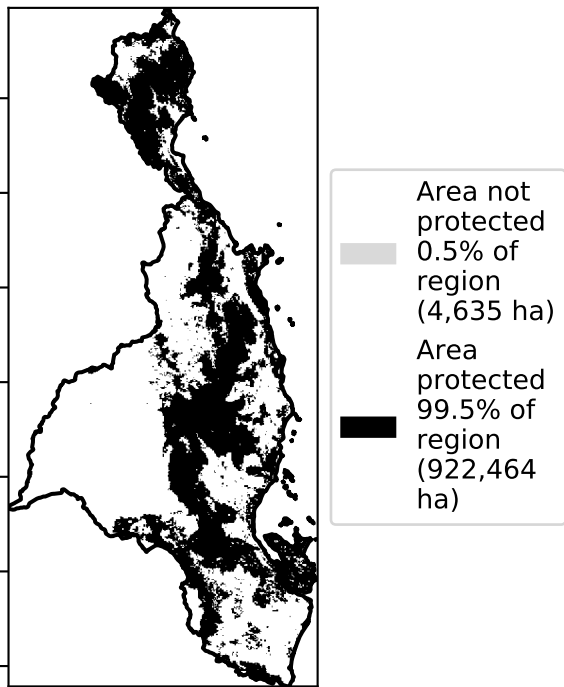 Area not
protected
0.5% of
region
(4,635 ha)
Area
protected
99.5% of
region
(922,464
ha)